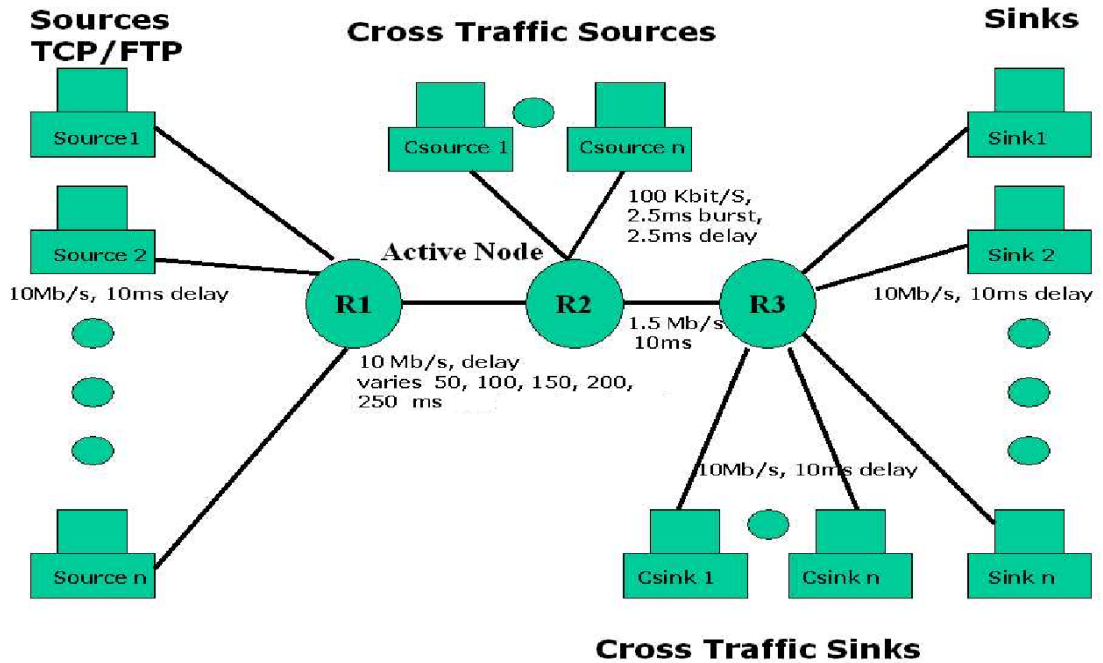 Sources
TCP/FTP
Cross Traffic Sources
Sinks
Source1
Csource 1
Csource n
Sink1
100 Kbit/S,
2.5ms burst,
2.5ms delay
Source 2
Active Node
Sink 2
10Mb/s, 10ms delay
R1
R2
R3
10Mb/s, 10ms delay
1.5 Mb/s
10ms
10 Mb/s, delay
varies 50, 100, 150, 200,
250 ms
10Mb/s, 10ms delay
Source n
Csink 1
Csink n
Sink n
Cross Traffic Sinks